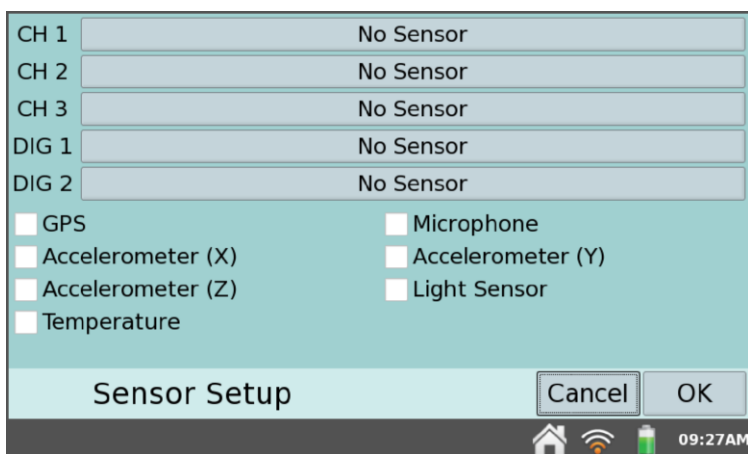 CH 1 No Sensor
CH 2 No Sensor
CH 3 No Sensor
DIG 1 No Sensor
DIG 2 No Sensor
GPS Microphone
Accelerometer (X) Accelerometer (Y)
Accelerometer (Z) Light Sensor
Temperature
Sensor Setup Cancel OK
09:27AM